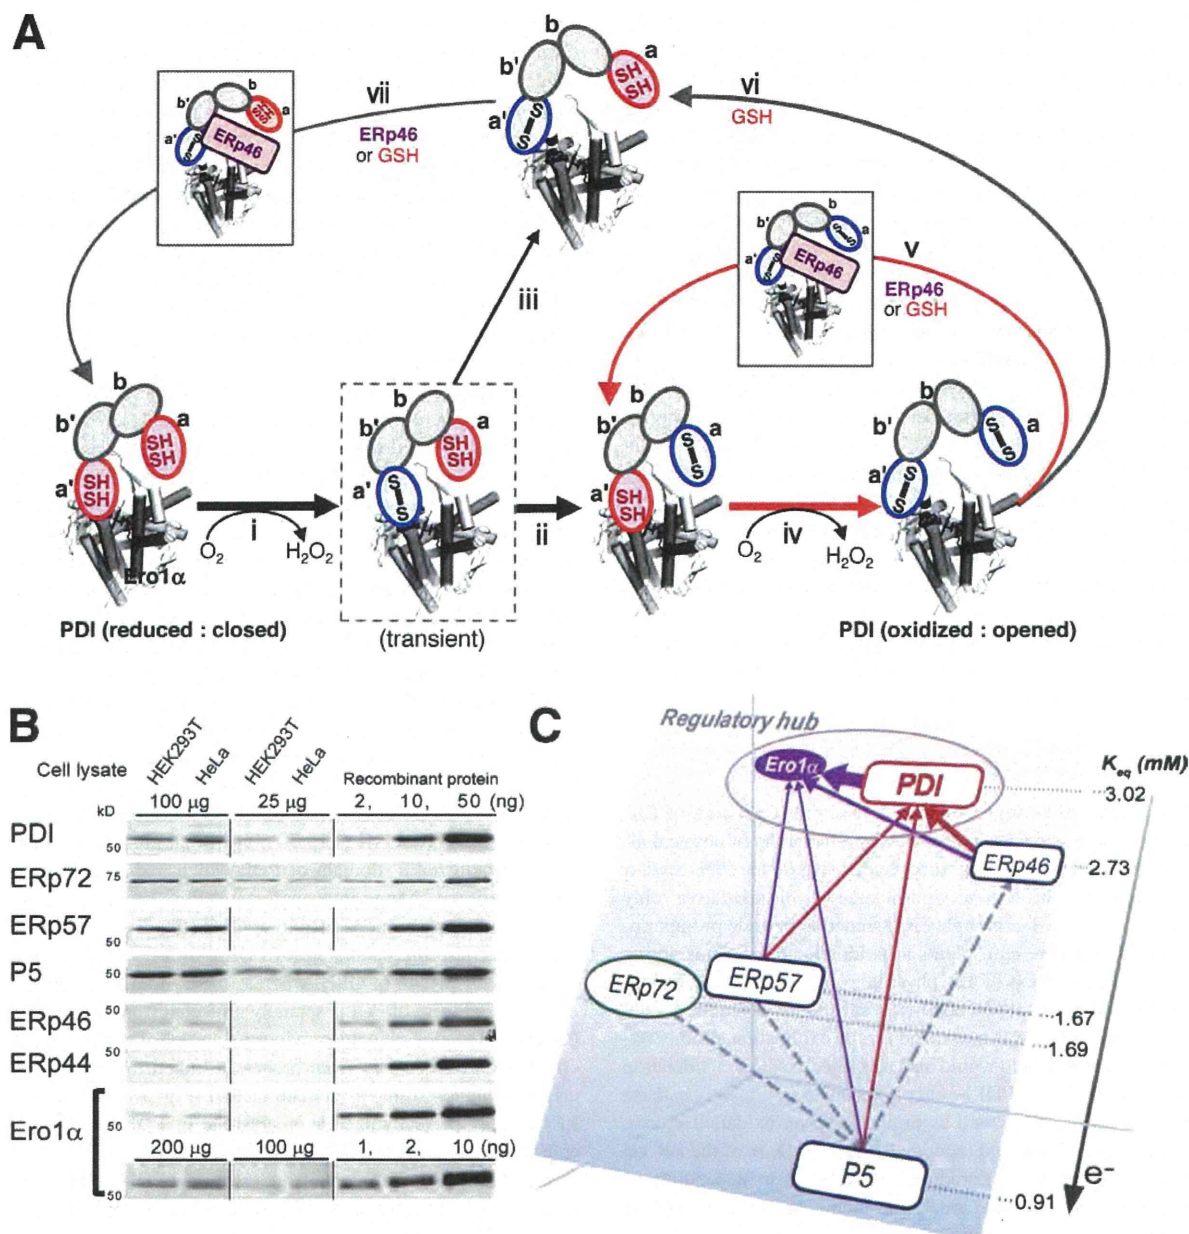 A
b
b'
a
SH
SH
a'
S-S
vii
ERp46
or GSH
vi
GSH
b
b'
a
SH
SH
a'
S-S
ERp46
b
b'
a
S-S
a'
S-S
ERp46
v
ERp46
or GSH
iii
b
b'
a
SH
SH
a'
SH
SH
Ero1α
i
O2
H2O2
b
b'
a
SH
SH
a'
S-S
ii
b
b'
a
S-S
a'
SH
SH
iv
O2
H2O2
b
b'
a
S-S
a'
S-S
PDI (reduced : closed)
(transient)
PDI (oxidized : opened)
B
Cell lysate
HEK293T
HeLa
HEK293T
HeLa
Recombinant protein
kD
100 µg
25 µg
2, 10, 50 (ng)
PDI
50
ERp72
75
ERp57
50
P5
50
ERp46
50
ERp44
50
Ero1α
50
200 µg
100 µg
1, 2, 10 (ng)
50
C
Regulatory hub
Ero1α
PDI
Keq (mM)
3.02
ERp46
2.73
ERp72
ERp57
1.67
1.69
P5
0.91
e-